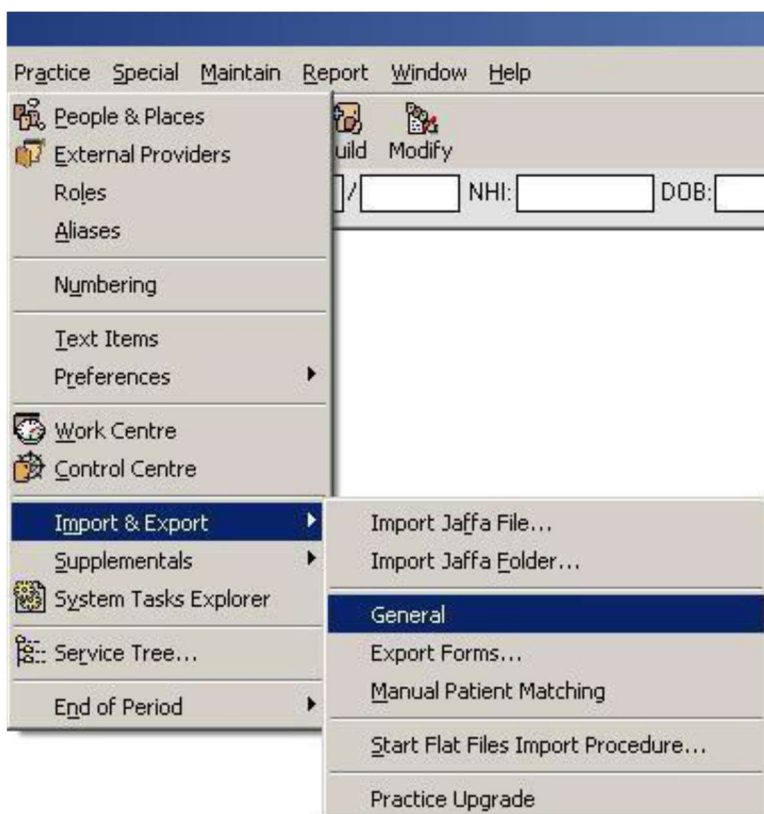 Practice Special Maintain Report Window Help
People & Places
External Providers
uild Modify
Roles
/ NHI: DOB:
Aliases
Numbering
Text Items
Preferences
Work Centre
Control Centre
Import & Export
Supplementals
System Tasks Explorer
Service Tree...
End of Period
Import Jaffa File...
Import Jaffa Folder...
General
Export Forms...
Manual Patient Matching
Start Flat Files Import Procedure...
Practice Upgrade